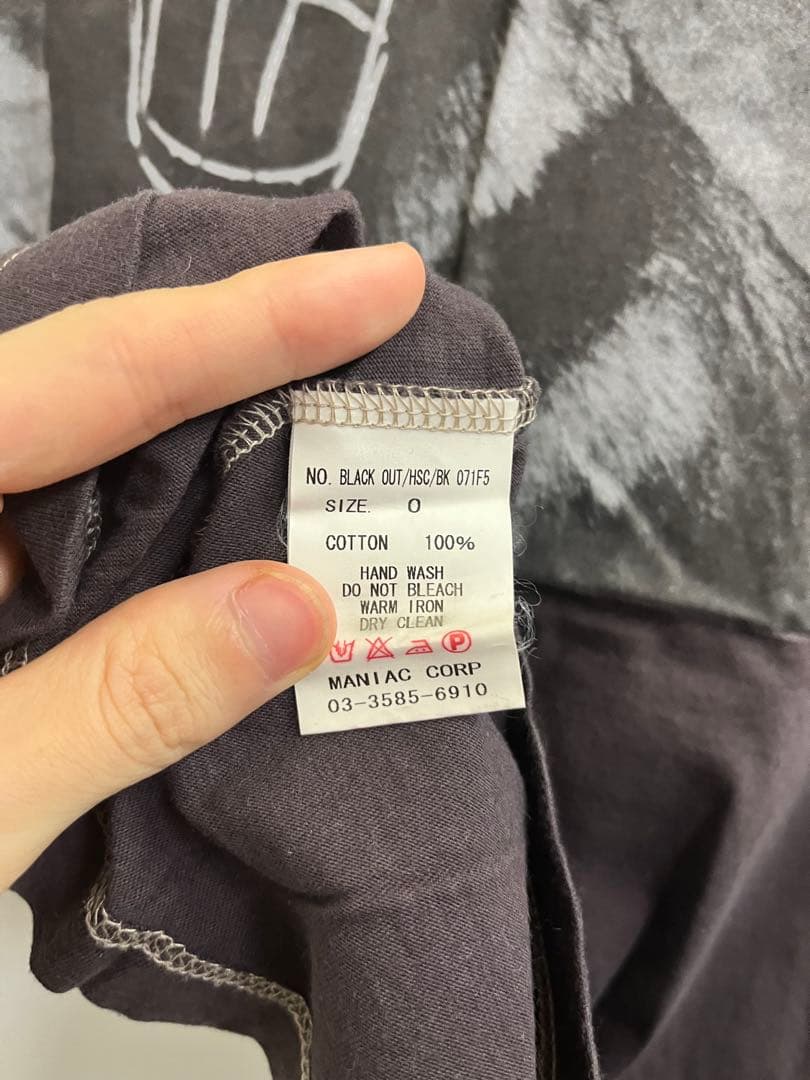 NO. BLACK OUT/HSC/BK 071F5
SIZE. 0
COTTON 100%
HAND WASH
DO NOT BLEACH
WARM IRON
DRY CLEAN
P
MANIAC CORP
03-3585-6910